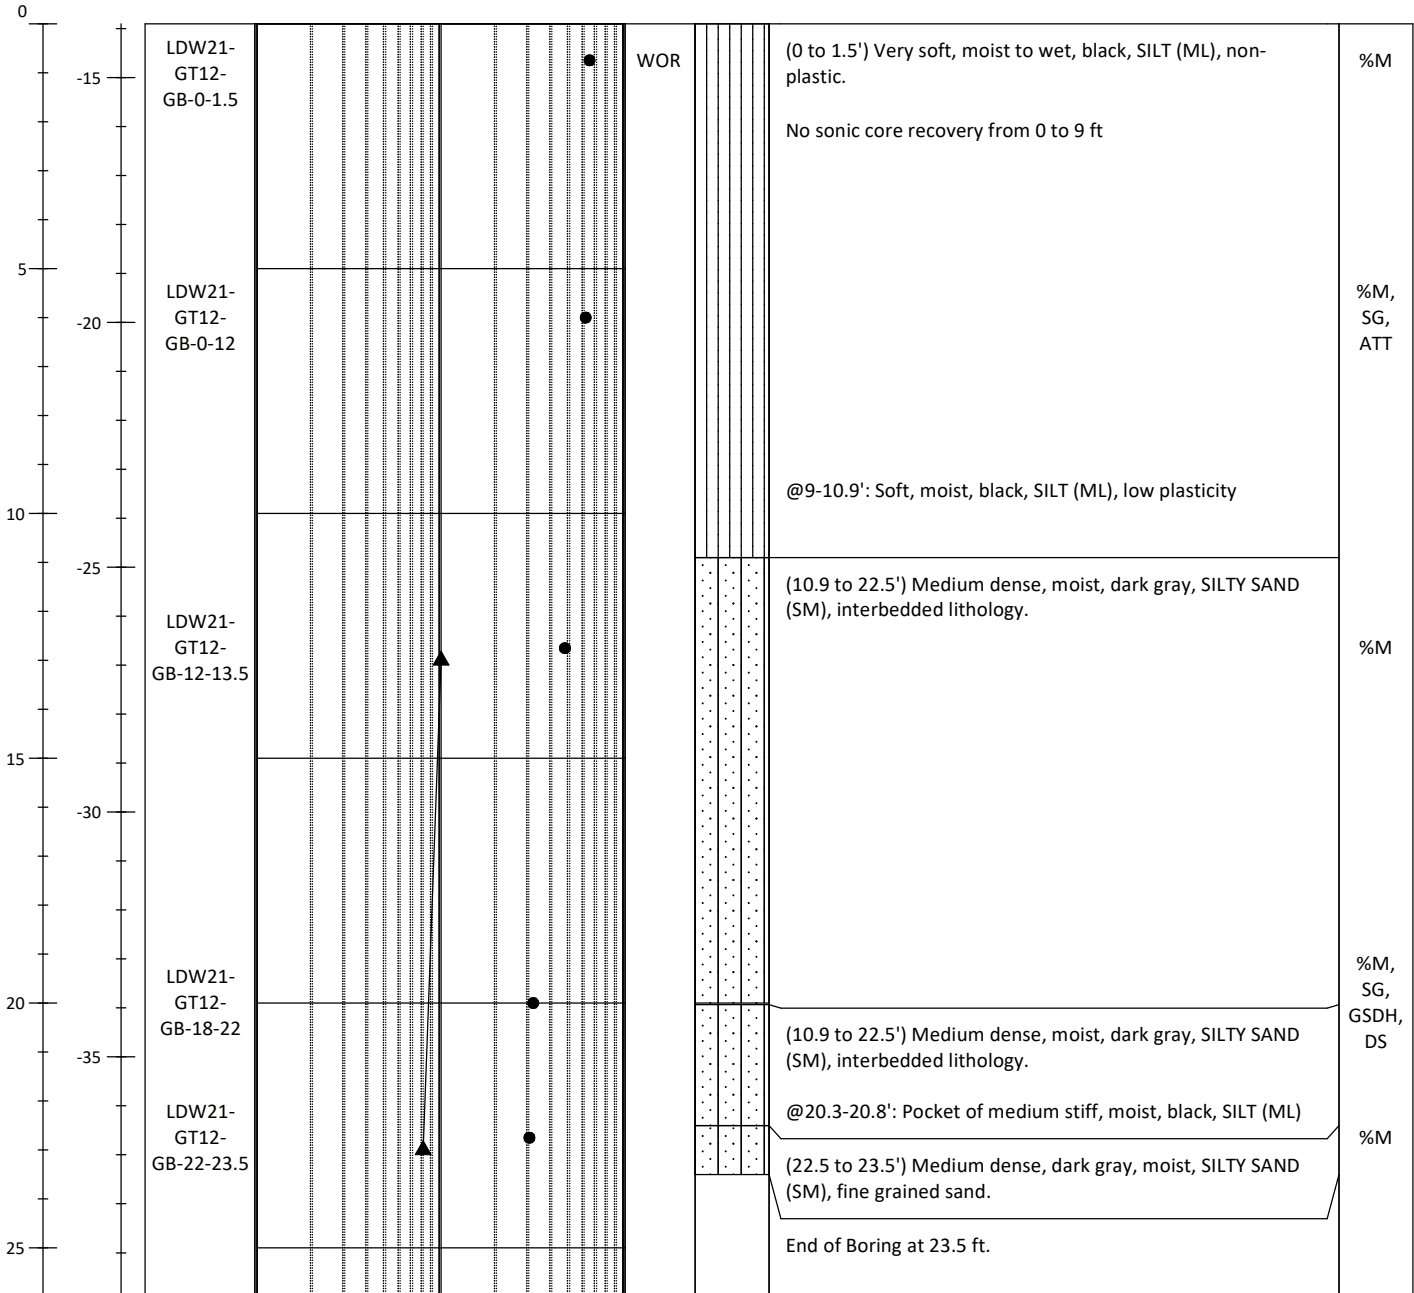 0
5
10
15
20
25
-15
-20
-25
-30
-35
LDW21-
GT12-
GB-0-1.5
LDW21-
GT12-
GB-0-12
LDW21-
GT12-
GB-12-13.5
LDW21-
GT12-
GB-18-22
LDW21-
GT12-
GB-22-23.5
WOR
(0 to 1.5') Very soft, moist to wet, black, SILT (ML), non-
plastic.
No sonic core recovery from 0 to 9 ft
@9-10.9': Soft, moist, black, SILT (ML), low plasticity
(10.9 to 22.5') Medium dense, moist, dark gray, SILTY SAND
(SM), interbedded lithology.
(10.9 to 22.5') Medium dense, moist, dark gray, SILTY SAND
(SM), interbedded lithology.
@20.3-20.8': Pocket of medium stiff, moist, black, SILT (ML)
(22.5 to 23.5') Medium dense, dark gray, moist, SILTY SAND
(SM), fine grained sand.
End of Boring at 23.5 ft.
%M
%M,
SG,
ATT
%M
%M,
SG,
GSDH,
DS
%M